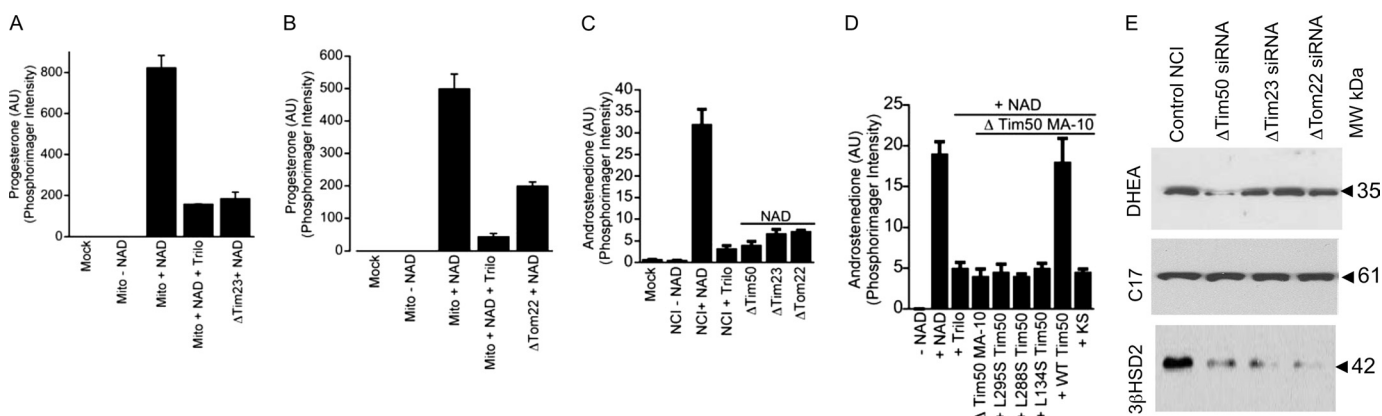 A
Progesterone (AU)
(Phosphorimager Intensity)
800
600
400
200
0
Mock
Mito - NAD
Mito + NAD
Mito + NAD + Trilo
ΔTim23+ NAD
B
Progesterone (AU)
(Phosphorimager Intensity)
600
500
400
300
200
100
0
Mock
Mito - NAD
Mito + NAD
Mito + NAD + Trilo
ΔTom22 + NAD
C
Androstenedione (AU)
(Phosphorimager Intensity)
40
35
30
25
20
15
10
5
0
NAD
Mock
NCI - NAD
NCI+ NAD
NCI + Trilo
ΔTim50
ΔTim23
ΔTom22
D
Androstenedione (AU)
(Phosphorimager Intensity)
25
20
15
10
5
0
+ NAD
Δ Tim50 MA-10
- NAD
+ NAD
+ Trilo
Δ Tim50 MA-10
+ L295S Tim50
+ L288S Tim50
+ L134S Tim50
+ WT Tim50
+ KS
E
Control NCI
ΔTim50 siRNA
ΔTim23 siRNA
ΔTom22 siRNA
MW kDa
DHEA
35
C17
61
3βHSD2
42